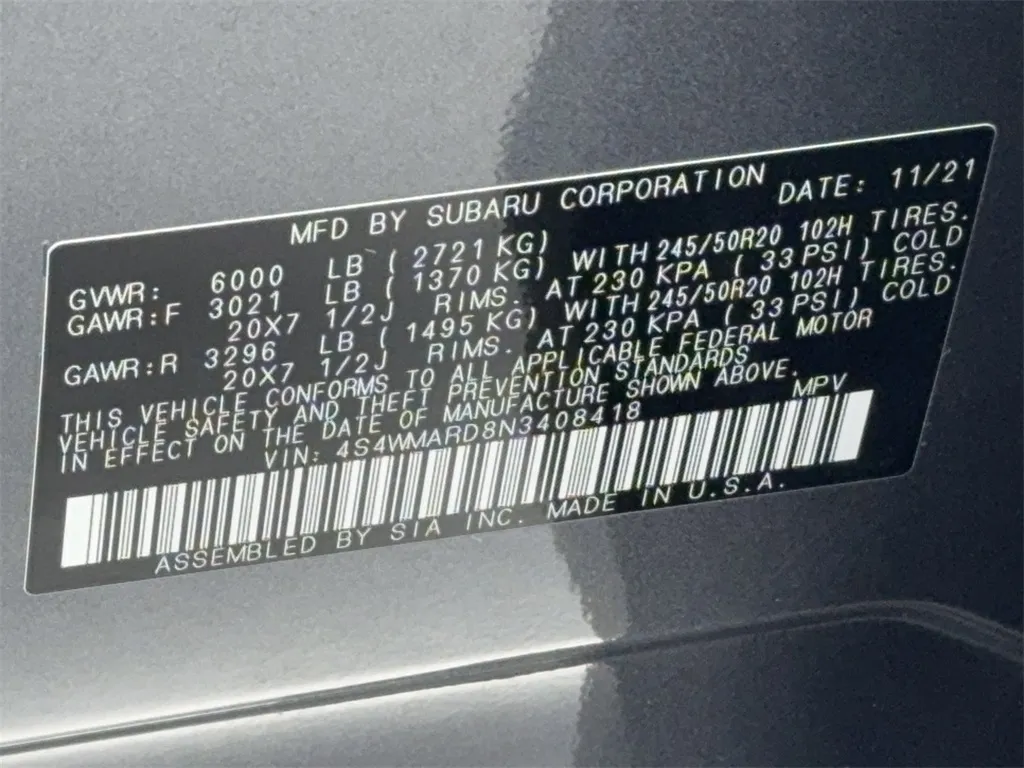 MFD BY SUBARU CORPORATION DATE: 11/21
GVWR: 6000 LB (2721 KG)
GAWR:F 3021 LB (1370 KG) WITH 245/50R20 102H TIRES.
20X7 1/2J RIMS. AT 230 KPA (33 PSI) COLD
GAWR:R 3296 LB (1495 KG) WITH 245/50R20 102H TIRES.
20X7 1/2J RIMS. AT 230 KPA (33 PSI) COLD
THIS VEHICLE CONFORMS TO ALL APPLICABLE FEDERAL MOTOR
VEHICLE SAFETY AND THEFT PREVENTION STANDARDS
IN EFFECT ON THE DATE OF MANUFACTURE SHOWN ABOVE.
VIN: 4S4WMARD8N3408418 MPV
ASSEMBLED BY SIA INC. MADE IN U.S.A.